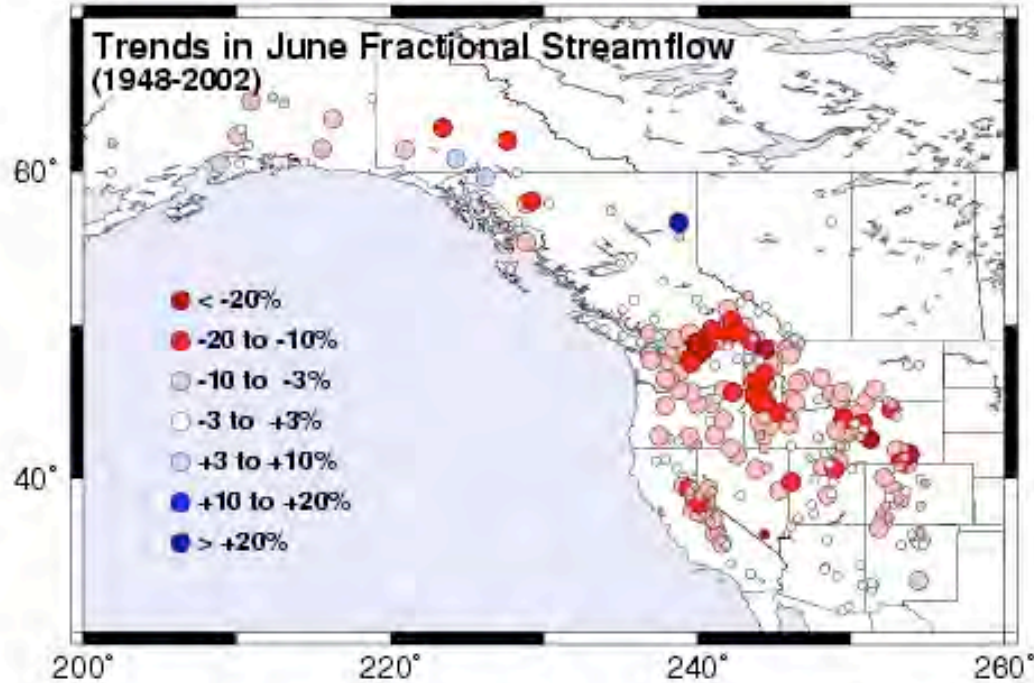 Trends in June Fractional Streamflow
(1948-2002)
60°
40°
< -20%
-20 to -10%
-10 to -3%
-3 to +3%
+3 to +10%
+10 to +20%
> +20%
200° 220° 240° 260°